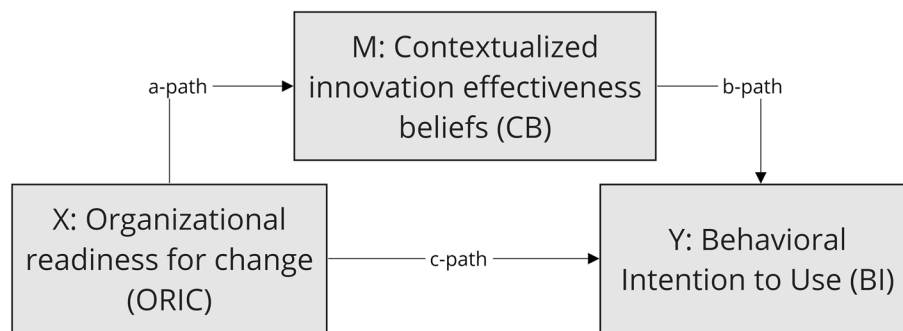 M: Contextualized
innovation effectiveness
beliefs (CB)
a-path
b-path
X: Organizational
readiness for change
(ORIC)
c-path
Y: Behavioral
Intention to Use (BI)